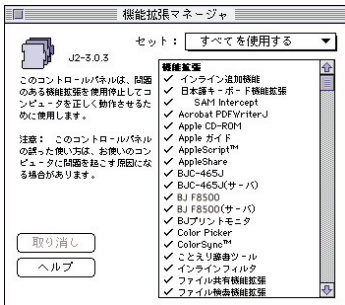 機能拡張マネージャ
セット： すべてを使用する
J2-3.0.3
このコントロールパネルは、問題
のある機能拡張を使用停止してコ
ンピュータを正しく動作させるた
めに使用します。
注意： このコントロールパネル
の誤った使い方は、お使いのコン
ピュータに問題を起こす原因にな
る場合があります。
取り消し
ヘルプ
機能拡張
✓ インライン追加機能
✓ 日本語キーボード機能拡張
✓ SAM Intercept
✓ Acrobat PDFWriterJ
✓ Apple CD-ROM
✓ Apple ガイド
✓ AppleScript™
✓ AppleShare
✓ BJC-465J
✓ BJC-465J(サーバ)
✓ BJ F8500
✓ BJ F8500(サーバ)
✓ BJプリントモニタ
✓ Color Picker
✓ ColorSync™
✓ ことえり辞書ツール
✓ インラインフィルタ
✓ ファイル共有機能拡張
✓ ファイル検索機能拡張